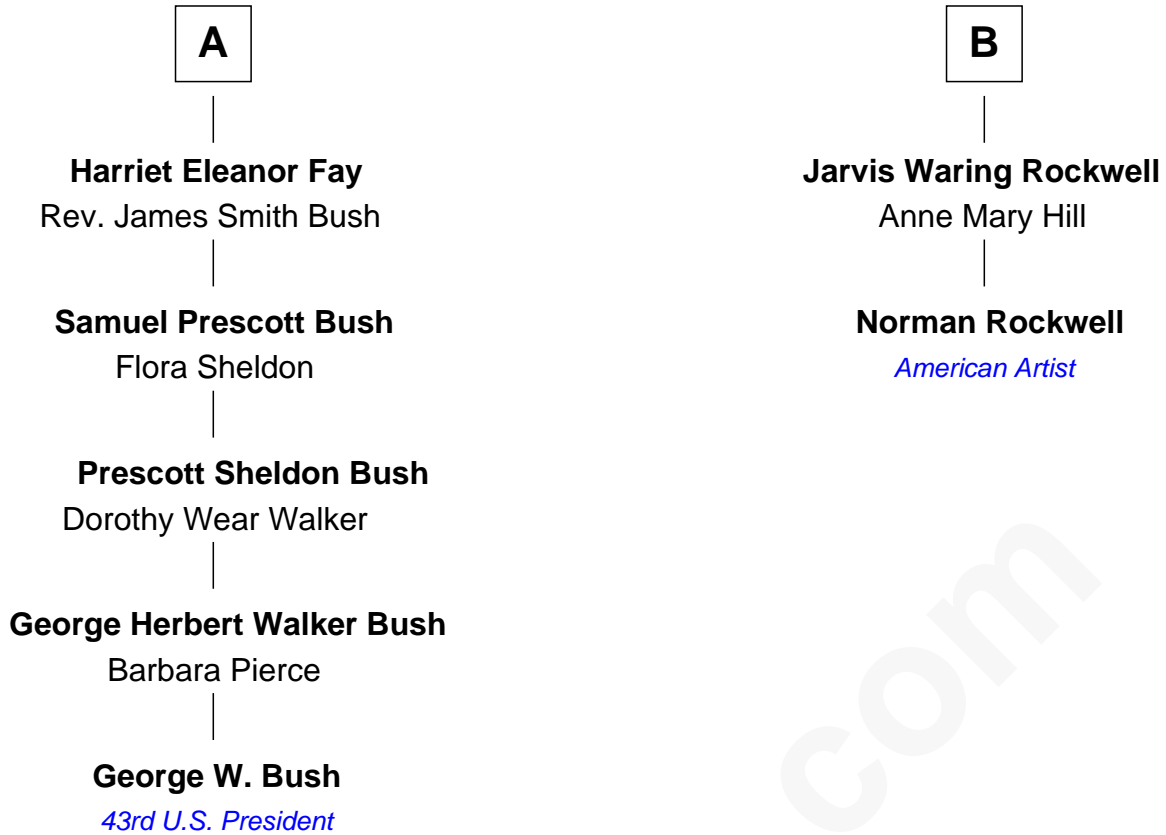 A
Harriet Eleanor Fay
Rev. James Smith Bush
Samuel Prescott Bush
Flora Sheldon
Prescott Sheldon Bush
Dorothy Wear Walker
George Herbert Walker Bush
Barbara Pierce
George W. Bush
43rd U.S. President
B
Jarvis Waring Rockwell
Anne Mary Hill
Norman Rockwell
American Artist
com